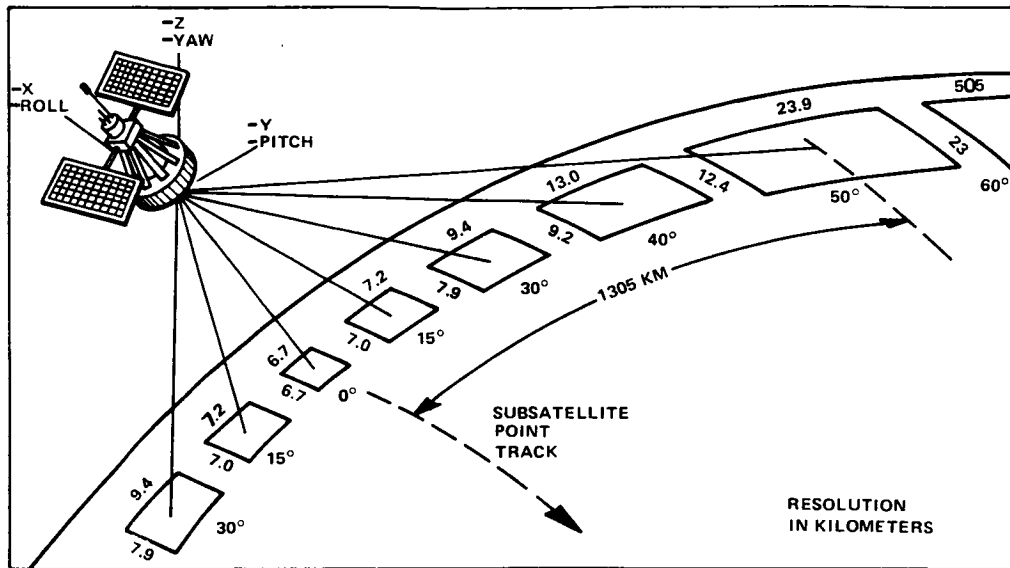 –Z
–YAW
–X
–ROLL
–Y
–PITCH
505
23.9
23
60°
12.4
50°
13.0
9.2
40°
9.4
7.9
30°
1305 KM
7.2
7.0
15°
6.7
6.7
0°
7.2
7.0
15°
9.4
7.9
30°
SUBSATELLITE
POINT
TRACK
RESOLUTION
IN KILOMETERS